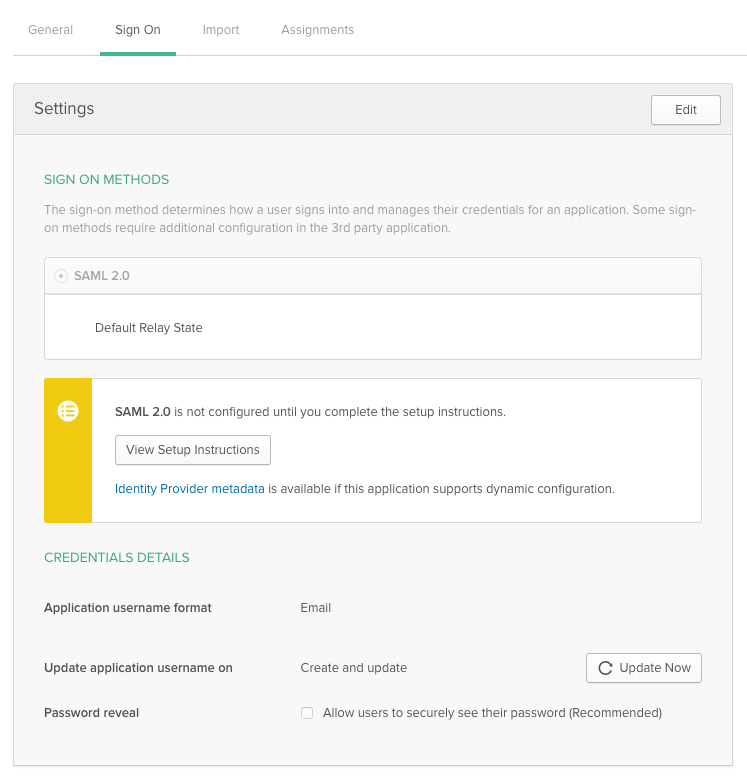 General Sign On Import Assignments
Settings Edit
SIGN ON METHODS
The sign-on method determines how a user signs into and manages their credentials for an application. Some sign-
on methods require additional configuration in the 3rd party application.
SAML 2.0
Default Relay State
SAML 2.0 is not configured until you complete the setup instructions.
View Setup Instructions
Identity Provider metadata is available if this application supports dynamic configuration.
CREDENTIALS DETAILS
Application username format Email
Update application username on Create and update Update Now
Password reveal Allow users to securely see their password (Recommended)